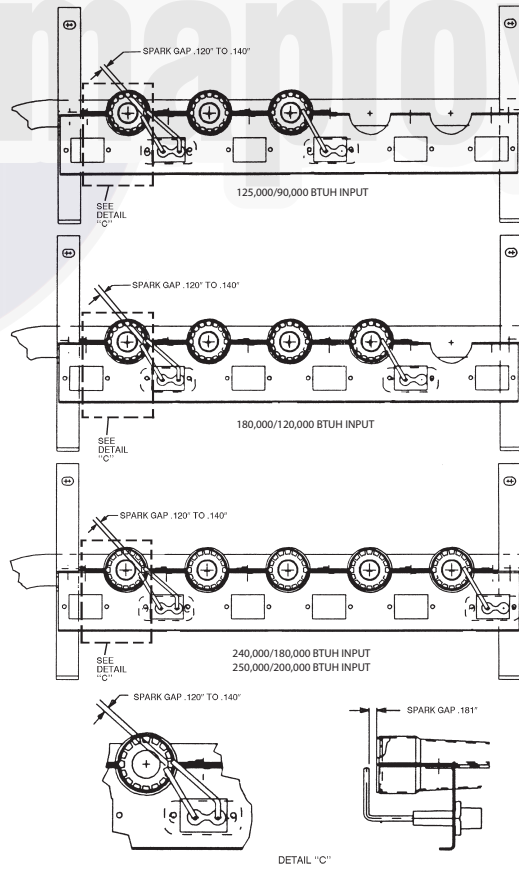 SPARK GAP .120" TO .140"
SEE
DETAIL
"C"
125,000/90,000 BTUH INPUT
SPARK GAP .120" TO .140"
SEE
DETAIL
"C"
180,000/120,000 BTUH INPUT
SPARK GAP .120" TO .140"
SEE
DETAIL
"C"
240,000/180,000 BTUH INPUT
250,000/200,000 BTUH INPUT
SPARK GAP .120" TO .140"
SPARK GAP .181"
DETAIL "C"